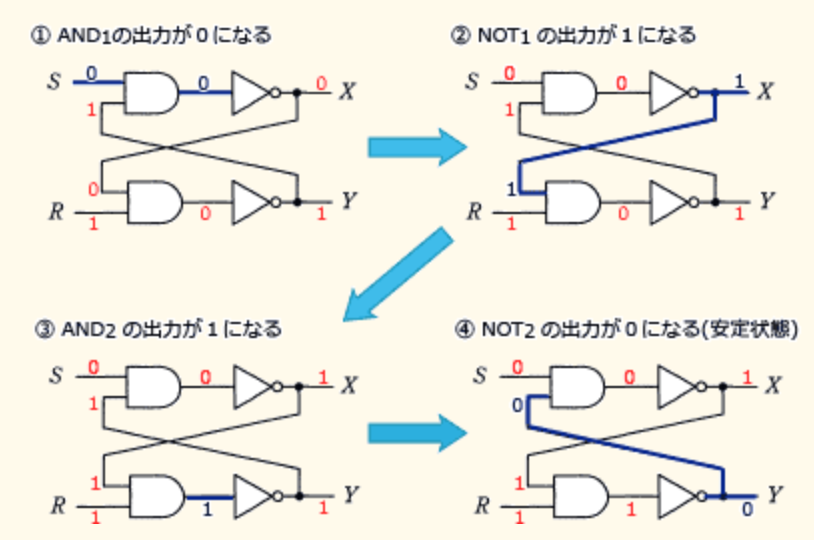 ① AND1の出力が 0 になる
S 0 0 0 X
1
0
R 1 0 1 Y
② NOT1 の出力が 1 になる
S 0 0 1 X
1
1
R 1 0 1 Y
③ AND2 の出力が 1 になる
S 0 0 1 X
1
1
R 1 1 1 Y
④ NOT2 の出力が 0 になる(安定状態)
S 0 0 1 X
0
1
R 1 1 0 Y